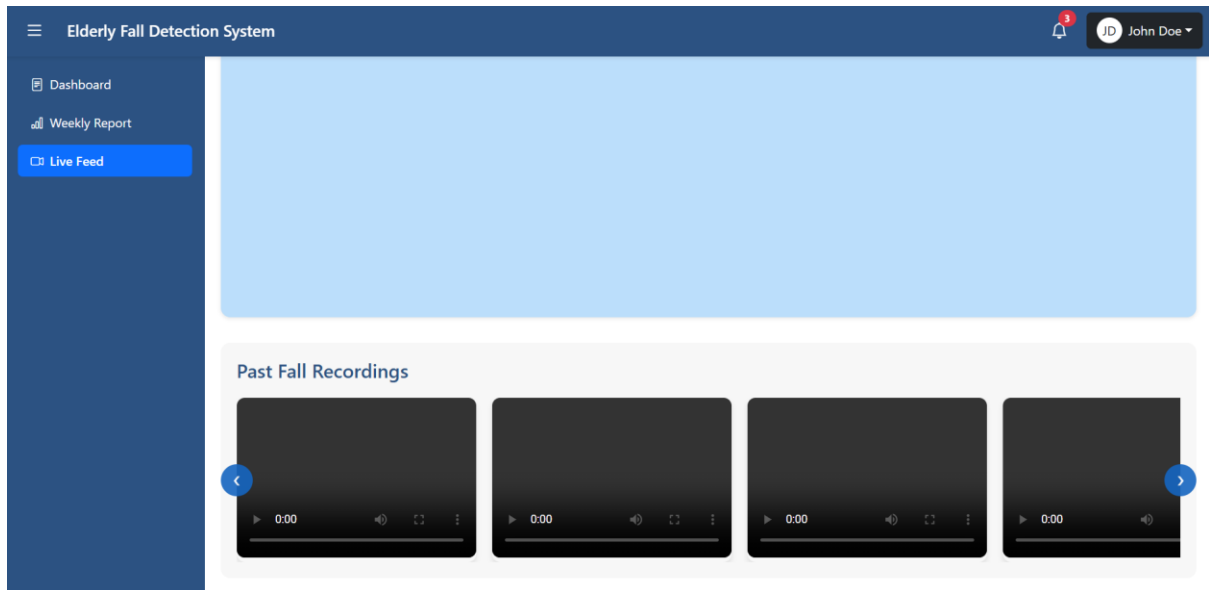 Elderly Fall Detection System
3
JD John Doe
Dashboard
Weekly Report
Live Feed
Past Fall Recordings
0:00
0:00
0:00
0:00